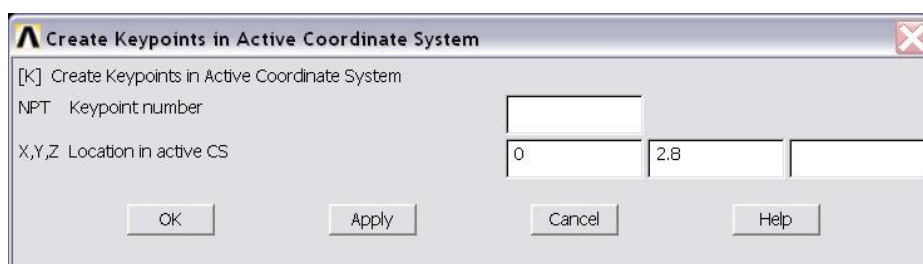 Create Keypoints in Active Coordinate System
[K] Create Keypoints in Active Coordinate System
NPT Keypoint number
X,Y,Z Location in active CS 0 2.8
OK Apply Cancel Help